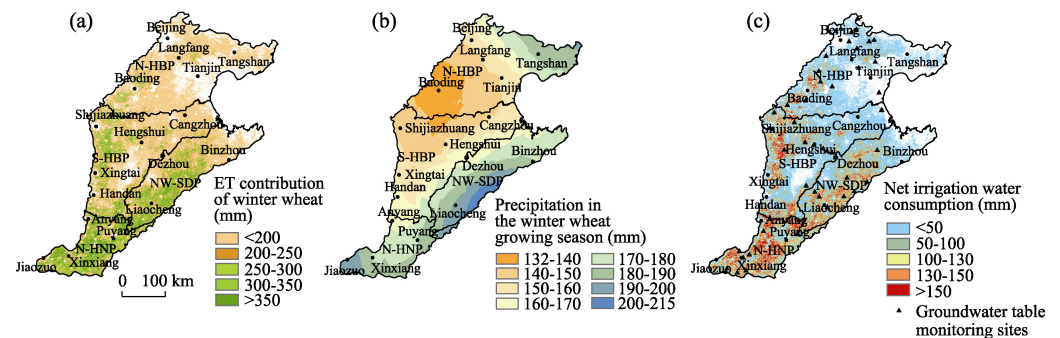 (a)
Beijing
Langfang
N-HBP
Tangshan
Tianjin
Baoding
Shijiazhuang
Cangzhou
Hengshui
Binzhou
Dezhou
S-HBP
Xingtai
NW-SDP
Handan
Liaocheng
Anyang
Puyang
N-HNP
Xinxiang
Jiaozuo
0 100 km
ET contribution
of winter wheat
(mm)
<200
200-250
250-300
300-350
>350
(b)
Beijing
Langfang
Tangshan
N-HBP
Baoding
Tianjin
Shijiazhuang
Cangzhou
Hengshui
Binzhou
S-HBP
Dezhou
Xingtai
NW-SDP
Handan
Anyang
Liaocheng
Puyang
N-HNP
Xinxiang
Jiaozuo
Precipitation in
the winter wheat
growing season (mm)
132-140
140-150
150-160
160-170
170-180
180-190
190-200
200-215
(c)
Beijing
Langfang
Tangshan
N-HBP
Tianjin
Baoding
Shijiazhuang
Cangzhou
Hengshui
Binzhou
Dezhou
S-HBP
Xingtai
NW-SDP
Handan
Liaocheng
Anyang
Puyang
N-HNP
Xinxiang
Jiaozuo
Net irrigation water
consumption (mm)
<50
50-100
100-130
130-150
>150
Groundwater table
monitoring sites